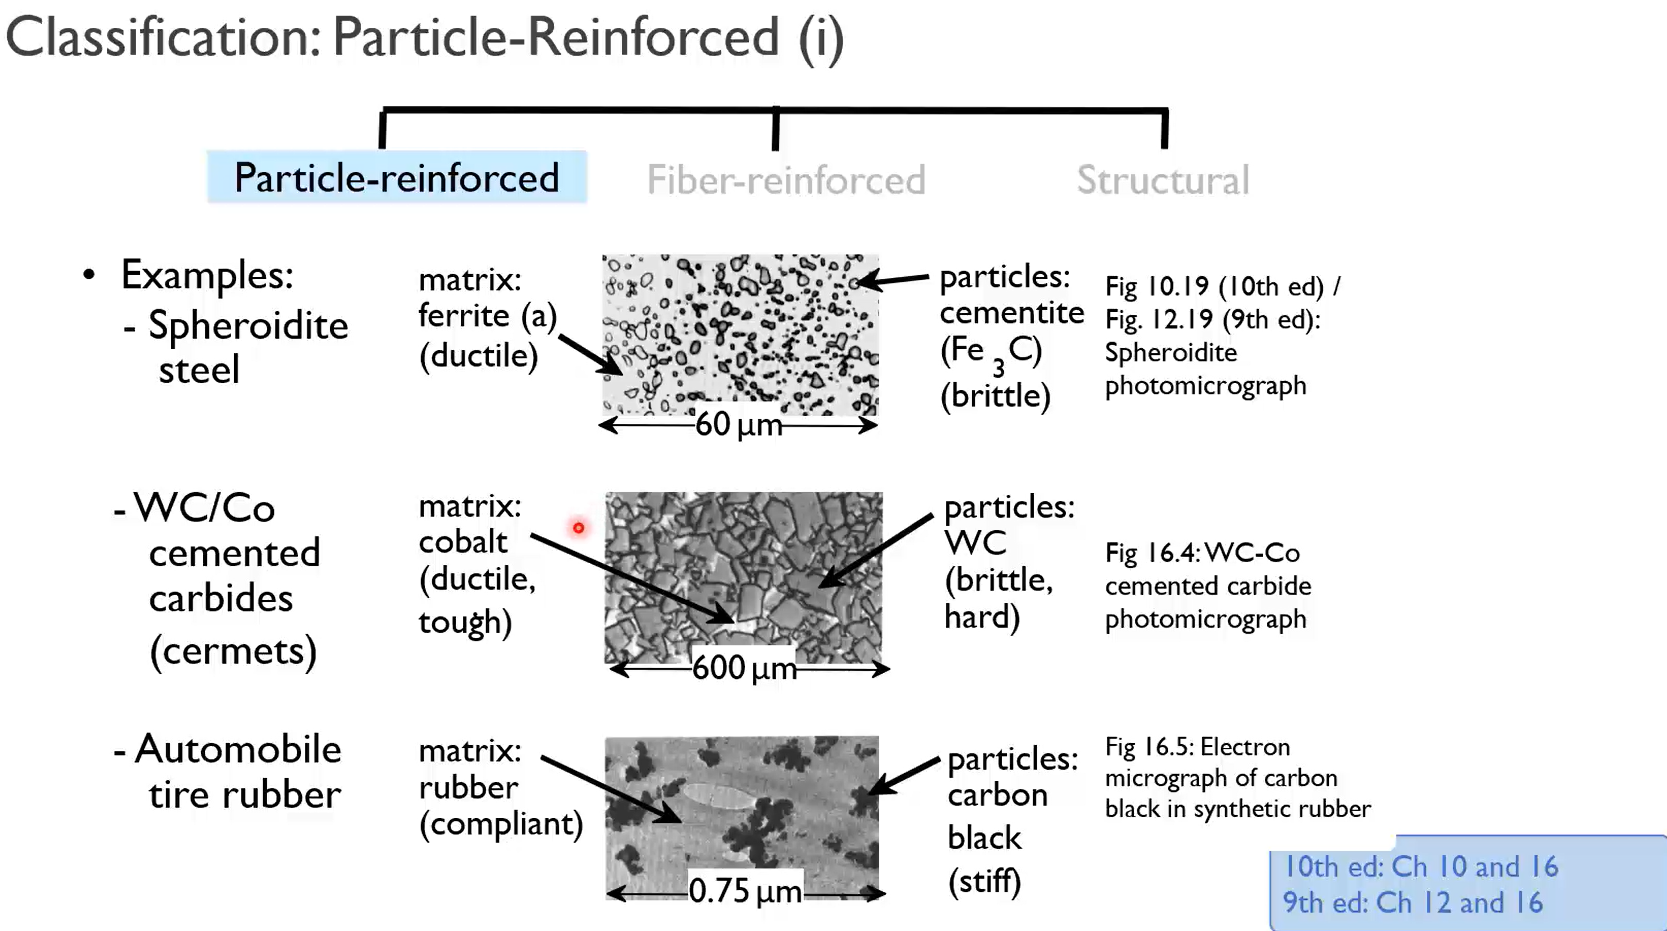 Classification: Particle-Reinforced (i)
Particle-reinforced
Fiber-reinforced
Structural
• Examples:
- Spheroidite
steel
matrix:
ferrite (a)
(ductile)
60 µm
particles:
cementite
(Fe 3 C)
(brittle)
Fig 10.19 (10th ed) /
Fig. 12.19 (9th ed):
Spheroidite
photomicrograph
- WC/Co
cemented
carbides
(cermets)
matrix:
cobalt
(ductile,
tough)
600 µm
particles:
WC
(brittle,
hard)
Fig 16.4: WC-Co
cemented carbide
photomicrograph
- Automobile
tire rubber
matrix:
rubber
(compliant)
0.75 µm
particles:
carbon
black
(stiff)
Fig 16.5: Electron
micrograph of carbon
black in synthetic rubber
10th ed: Ch 10 and 16
9th ed: Ch 12 and 16